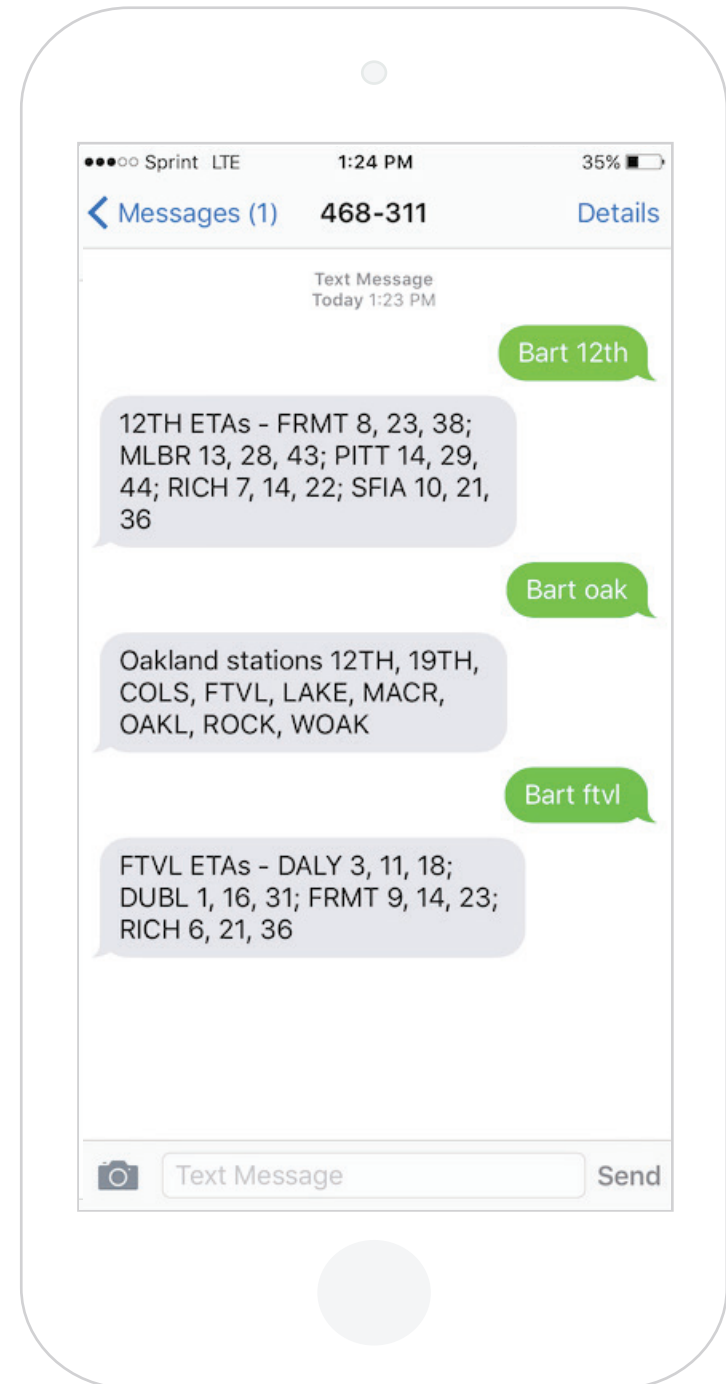 ●●●○○ Sprint LTE 1:24 PM 35%
Messages (1) 468-311 Details
Text Message
Today 1:23 PM
Bart 12th
12TH ETAs - FRMT 8, 23, 38;
MLBR 13, 28, 43; PITT 14, 29,
44; RICH 7, 14, 22; SFIA 10, 21,
36
Bart oak
Oakland stations 12TH, 19TH,
COLS, FTVL, LAKE, MACR,
OAKL, ROCK, WOAK
Bart ftvl
FTVL ETAs - DALY 3, 11, 18;
DUBL 1, 16, 31; FRMT 9, 14, 23;
RICH 6, 21, 36
Text Message Send